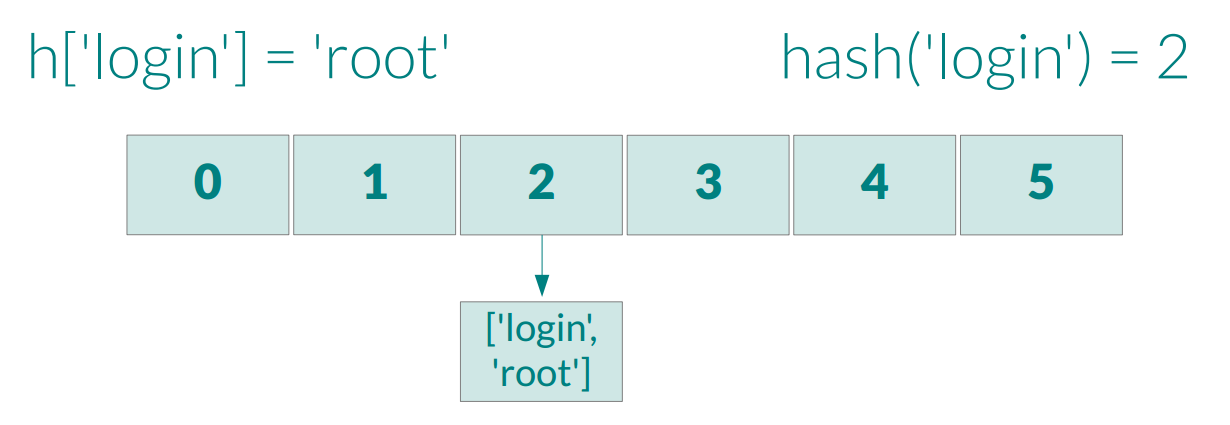 h['login'] = 'root'
hash('login') = 2
0 1 2 3 4 5
['login',
'root']